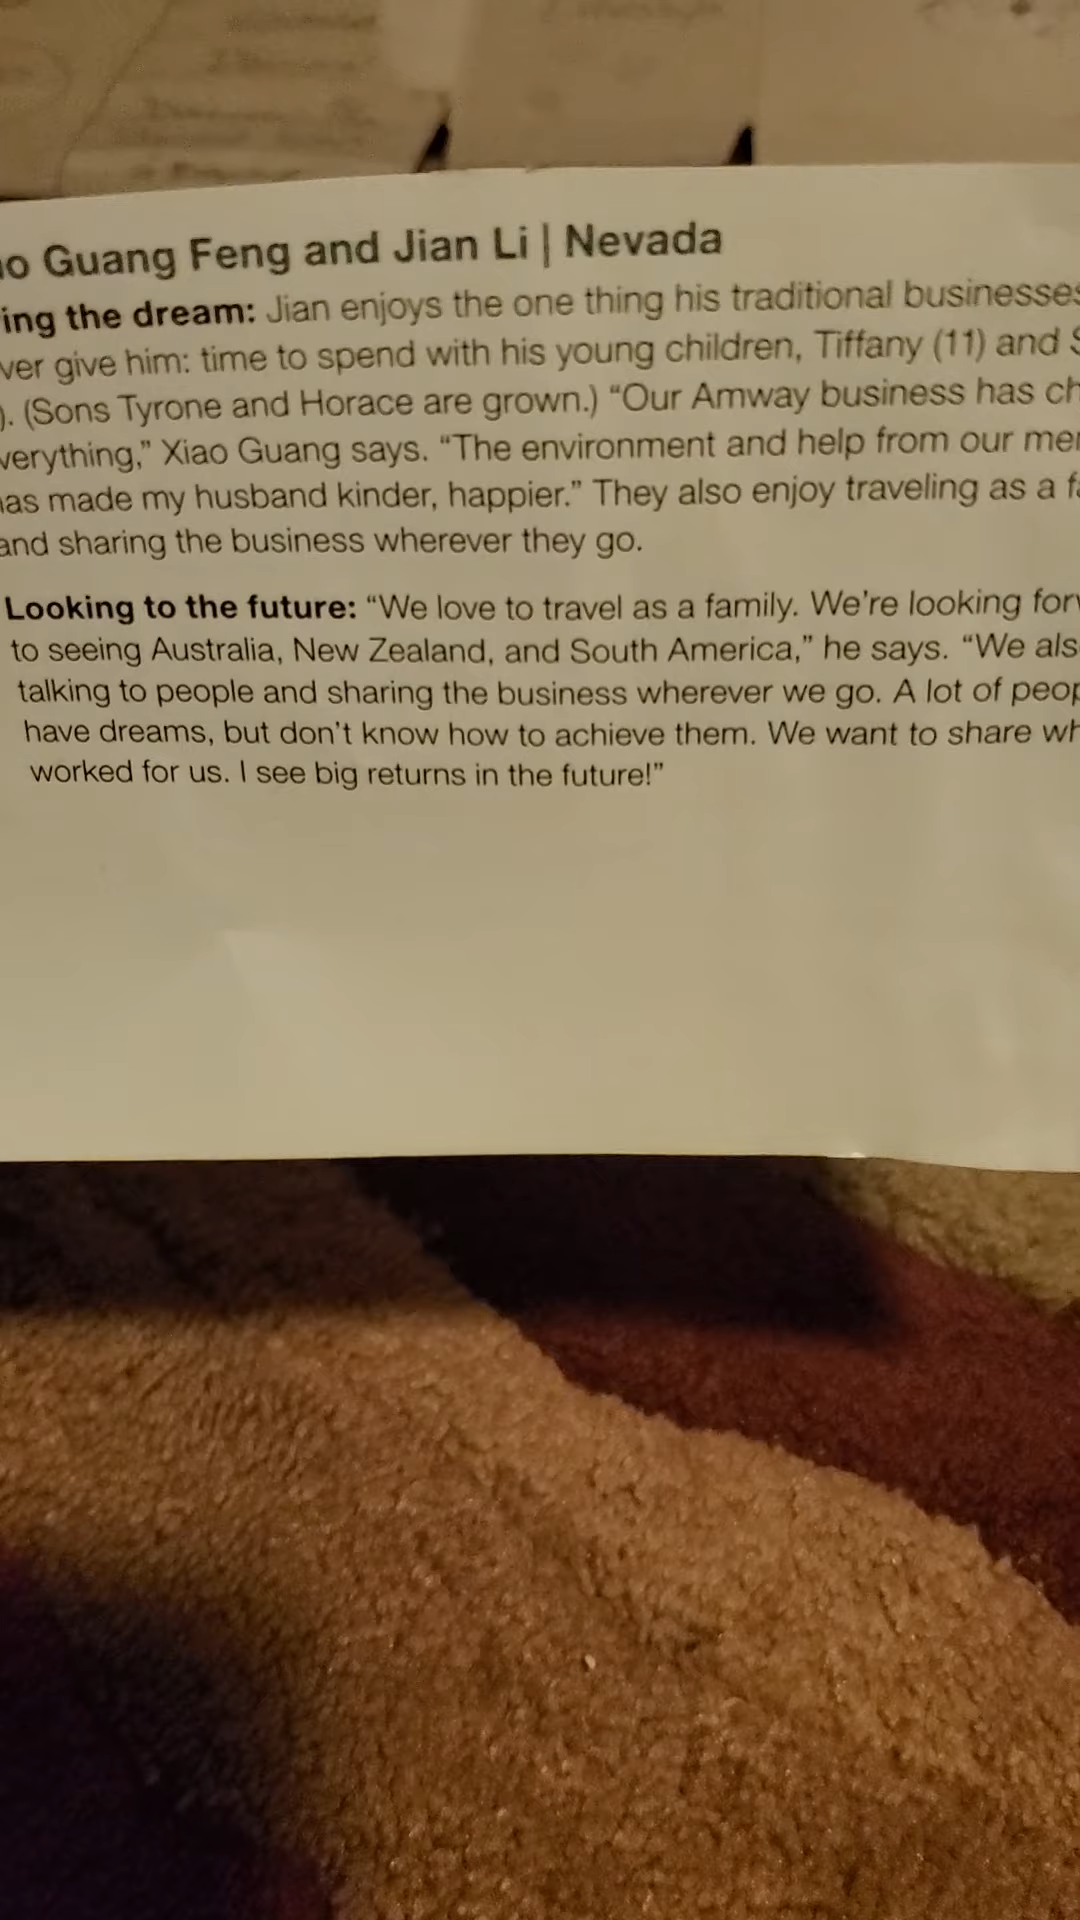 o Guang Feng and Jian Li | Nevada
ing the dream: Jian enjoys the one thing his traditional businesses
ver give him: time to spend with his young children, Tiffany (11) and S
). (Sons Tyrone and Horace are grown.) “Our Amway business has ch
verything,” Xiao Guang says. “The environment and help from our me
has made my husband kinder, happier.” They also enjoy traveling as a fa
and sharing the business wherever they go.
Looking to the future: “We love to travel as a family. We're looking forw
to seeing Australia, New Zealand, and South America,” he says. “We als
talking to people and sharing the business wherever we go. A lot of peop
have dreams, but don't know how to achieve them. We want to share wh
worked for us. I see big returns in the future!”